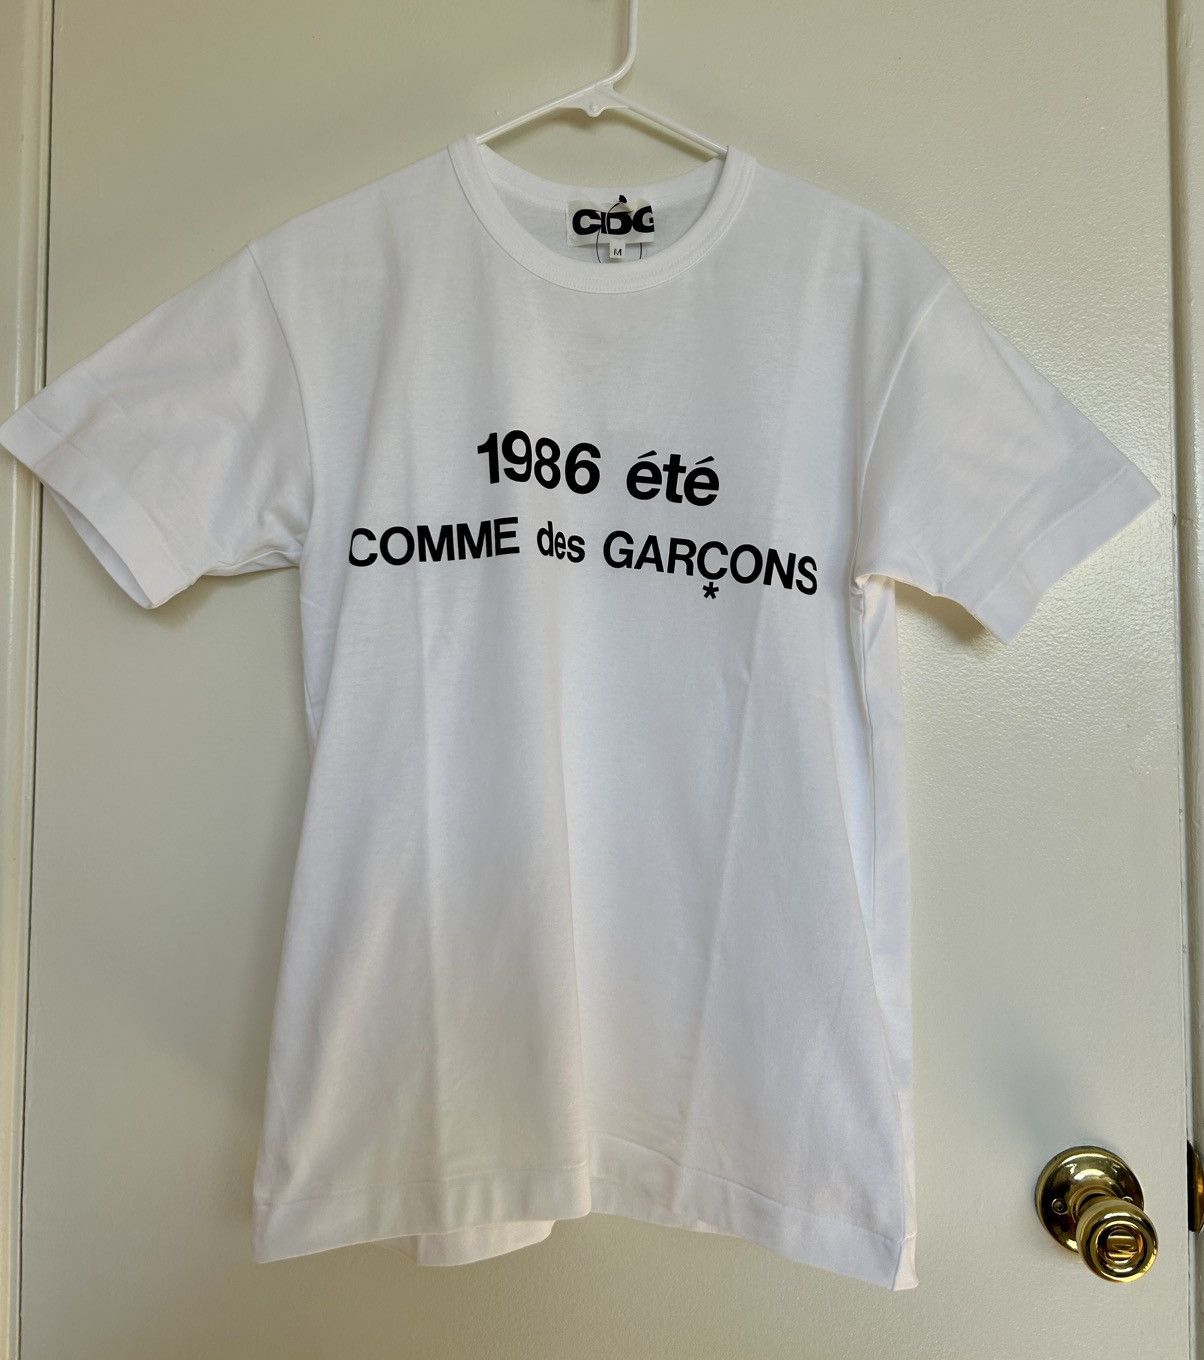 CDG
M
1986 été
COMME des GARÇONS
*